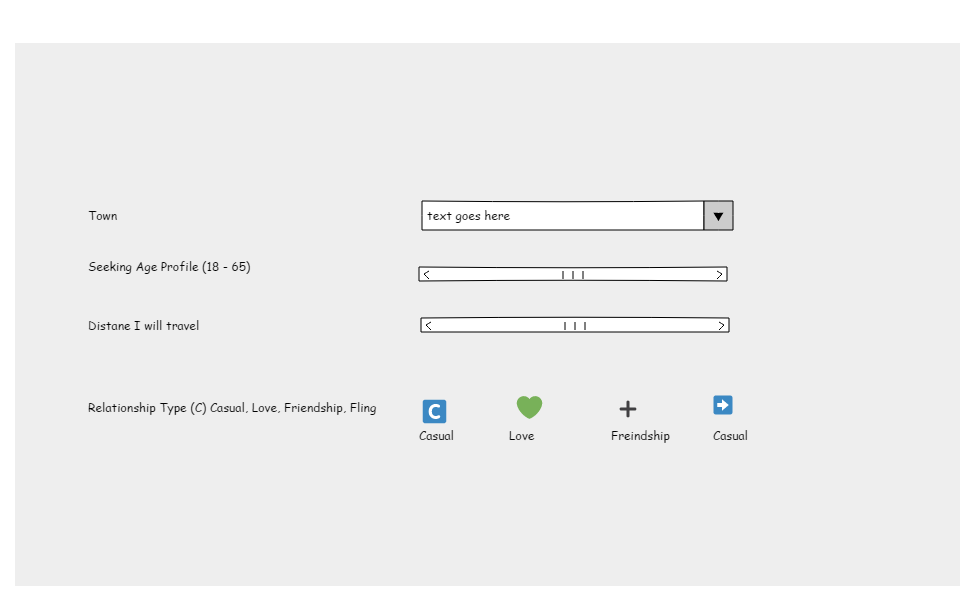 Town
text goes here
Seeking Age Profile (18 - 65)
Distane I will travel
Relationship Type (C) Casual, Love, Friendship, Fling
C
Casual
Love
Freindship
Casual